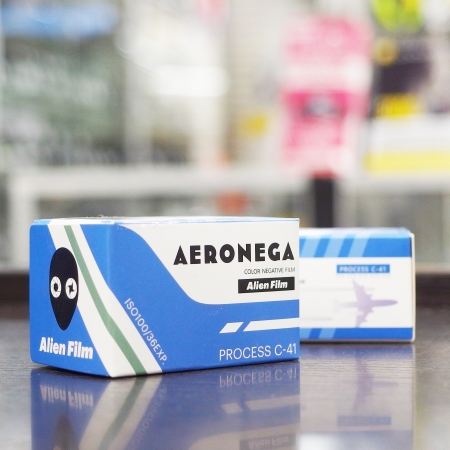 AERONEGA
COLOR NEGATIVE FILM
Alien Film
PROCESS C-41
ISO100/36EXP
Alien Film
PROCESS C-41